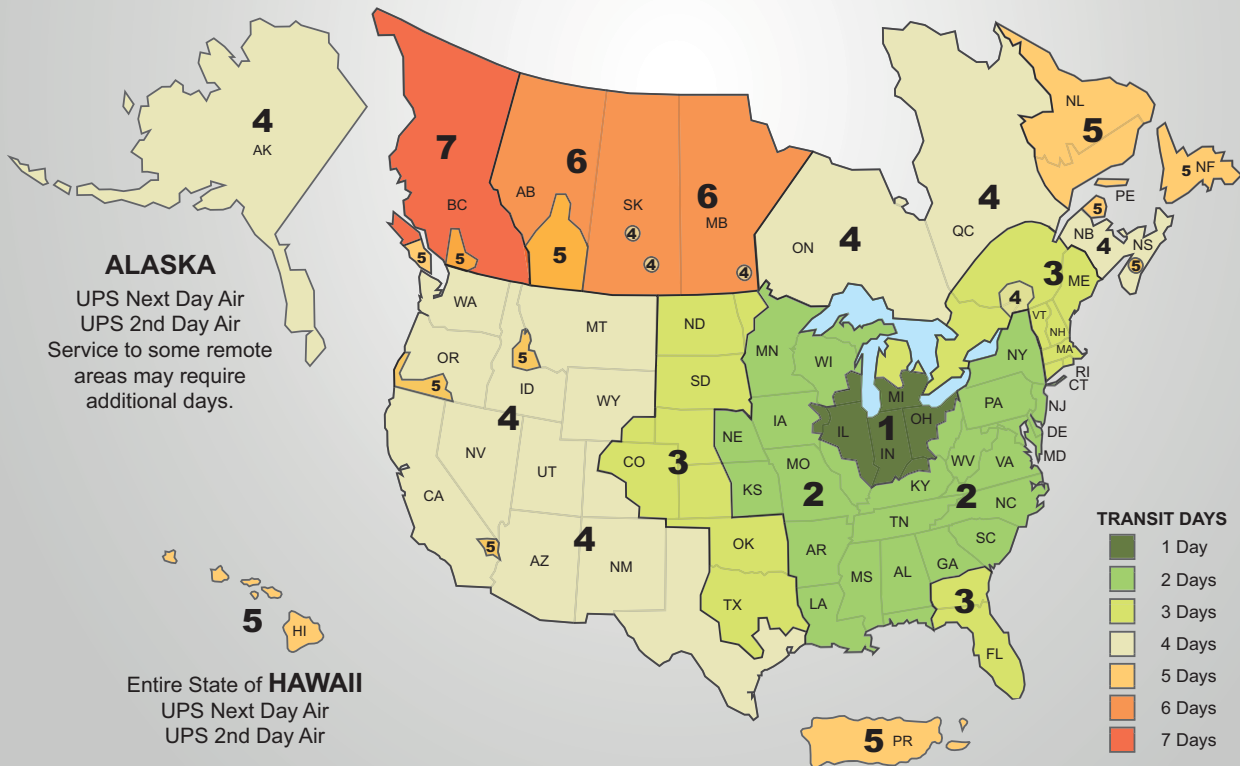 4
AK
ALASKA
UPS Next Day Air
UPS 2nd Day Air
Service to some remote
areas may require
additional days.
7
BC
5
5
6
AB
5
SK
4
4
6
MB
4
ON
4
QC
4
NL
5
5 NF
PE
5
NB
4
NS
5
3
ME
4
VT
NH
MA
RI
CT
NY
NJ
PA
DE
MD
WA
OR
5
MT
5
ID
WY
4
NV
UT
CA
5
AZ
4
NM
ND
SD
NE
CO
3
KS
OK
TX
MN
WI
IA
MO
2
AR
LA
MI
IL
1
OH
IN
KY
WV
VA
2
NC
TN
SC
MS
AL
GA
3
FL
5
HI
Entire State of HAWAII
UPS Next Day Air
UPS 2nd Day Air
5 PR
TRANSIT DAYS
1 Day
2 Days
3 Days
4 Days
5 Days
6 Days
7 Days